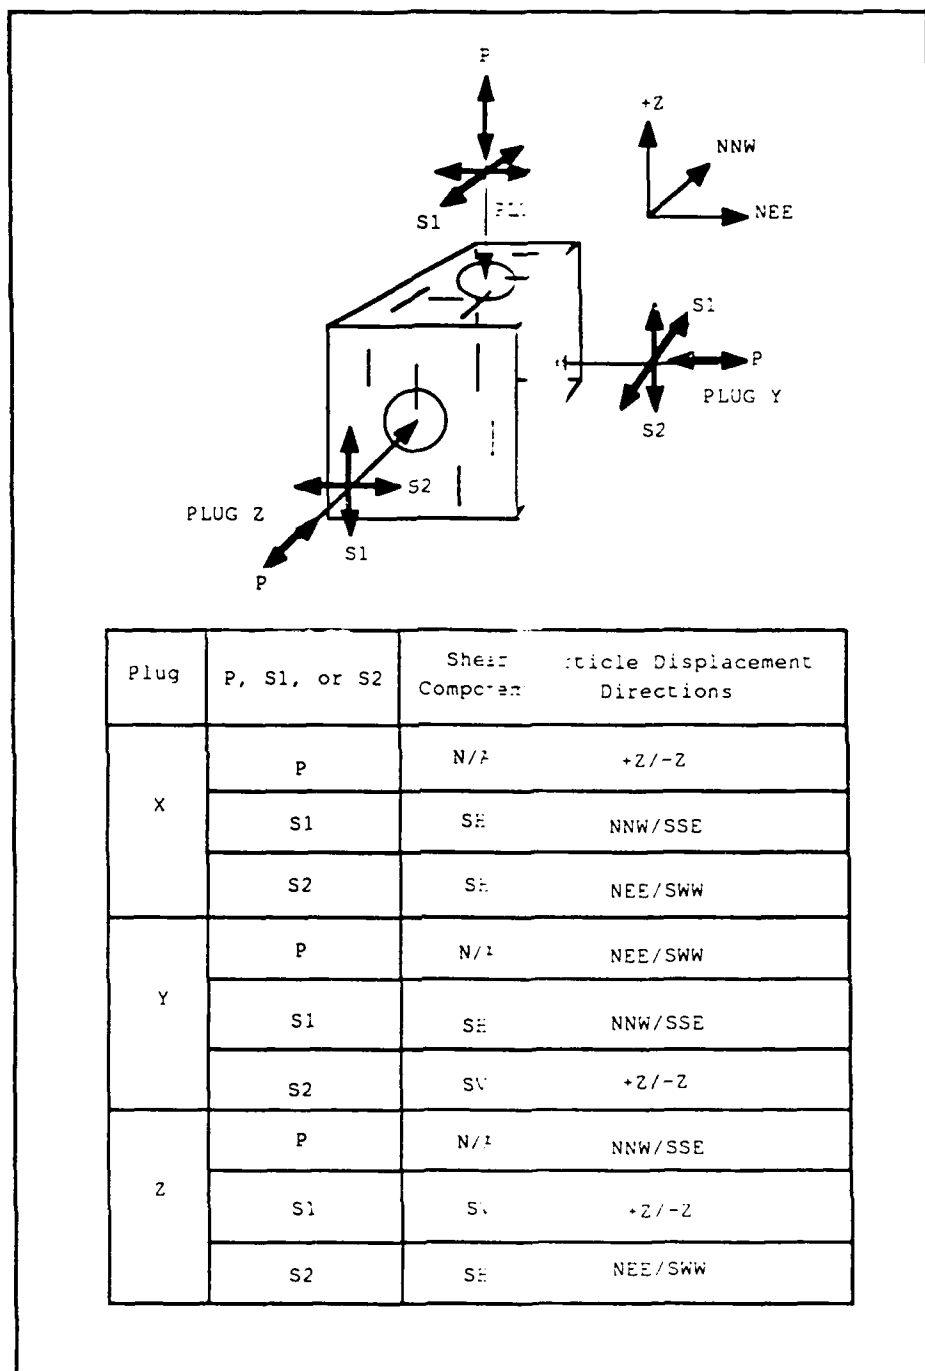 P
+Z
NNW
NEE
S1
S1
P
PLUG Y
S2
S2
PLUG Z
S1
P
Plug P, S1, or S2 Displacement
Directions
P +Z/-Z
X
S1 NNW/SSE
S2 NEE/SWW
P NEE/SWW
Y
S1 NNW/SSE
S2 +Z/-Z
P NNW/SSE
Z
S1 +Z/-Z
S2 NEE/SWW